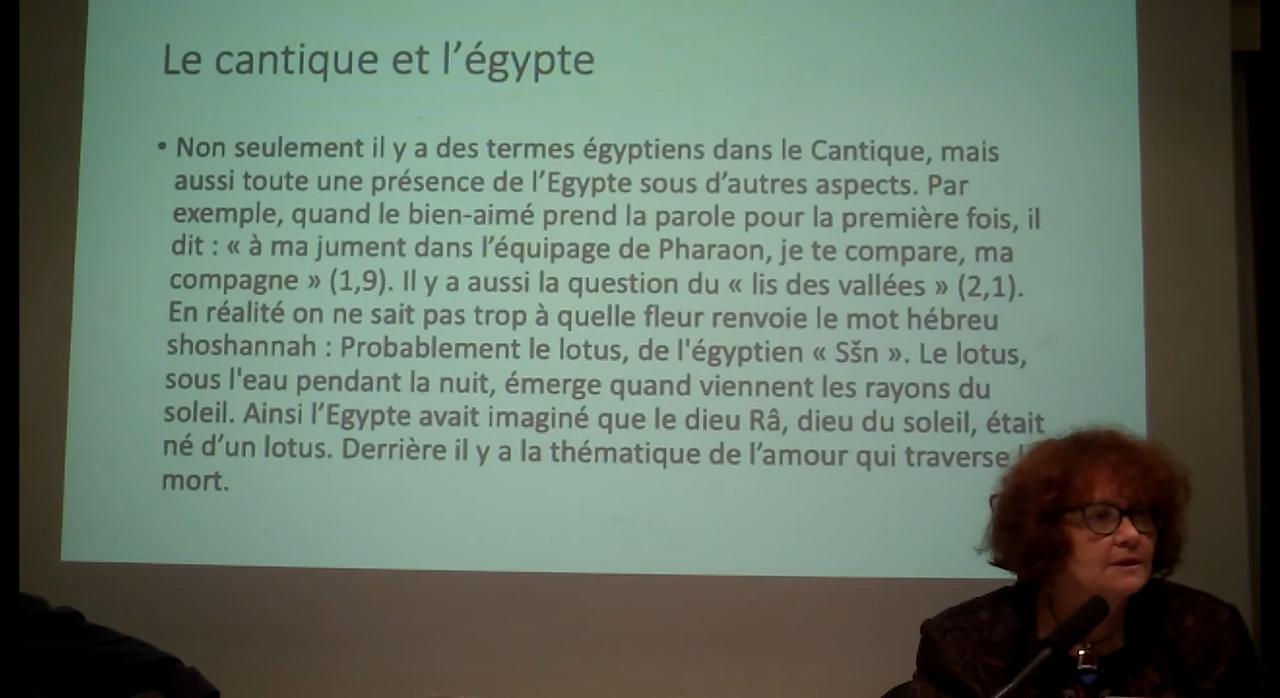 Le cantique et l’égypte
• Non seulement il y a des termes égyptiens dans le Cantique, mais
aussi toute une présence de l’Egypte sous d’autres aspects. Par
exemple, quand le bien-aimé prend la parole pour la première fois, il
dit : « à ma jument dans l’équipage de Pharaon, je te compare, ma
compagne » (1,9). Il y a aussi la question du « lis des vallées » (2,1).
En réalité on ne sait pas trop à quelle fleur renvoie le mot hébreu
shoshannah : Probablement le lotus, de l'égyptien « Sšn ». Le lotus,
sous l'eau pendant la nuit, émerge quand viennent les rayons du
soleil. Ainsi l’Egypte avait imaginé que le dieu Râ, dieu du soleil, était
né d’un lotus. Derrière il y a la thématique de l’amour qui traverse
mort.